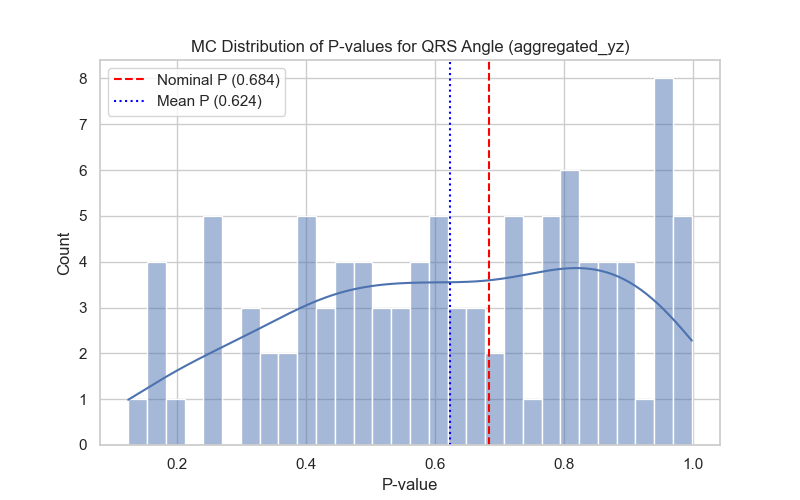 MC Distribution of P-values for QRS Angle (aggregated_yz)
Nominal P (0.684)
Mean P (0.624)
8
7
6
5
4
3
2
1
0
Count
0.2 0.4 0.6 0.8 1.0
P-value